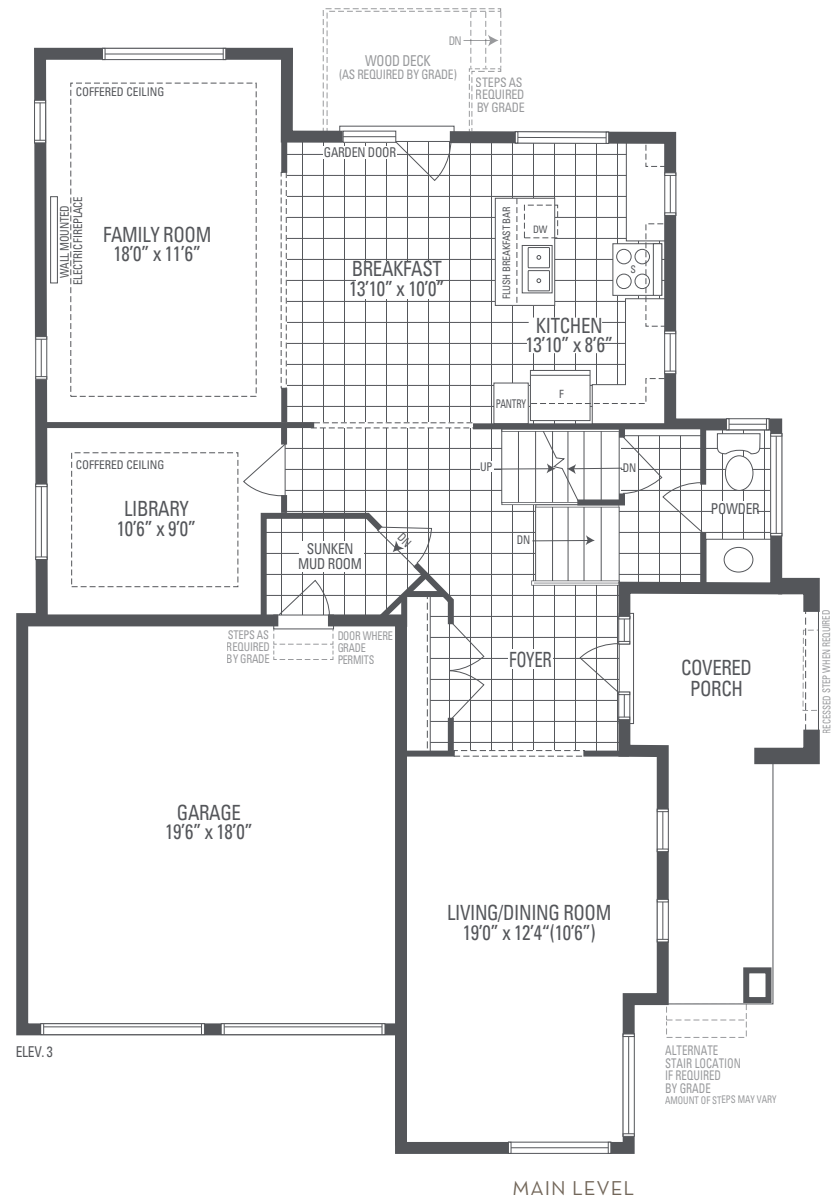 DN
WOOD DECK
(AS REQUIRED BY GRADE)
STEPS AS
REQUIRED
BY GRADE
COFFERED CEILING
GARDEN DOOR
WALL MOUNTED
ELECTRIC FIREPLACE
FAMILY ROOM
18'0" x 11'6"
BREAKFAST
13'10" x 10'0"
FLUSH BREAKFAST BAR
DW
S
KITCHEN
13'10" x 8'6"
PANTRY
F
COFFERED CEILING
LIBRARY
10'6" x 9'0"
UP
DN
POWDER
DN
DN
SUNKEN
MUD ROOM
STEPS AS
REQUIRED
BY GRADE
DOOR WHERE
GRADE
PERMITS
FOYER
COVERED
PORCH
RECESSED STEP WHEN REQUIRED
GARAGE
19'6" x 18'0"
LIVING/DINING ROOM
19'0" x 12'4"(10'6")
ELEV. 3
ALTERNATE
STAIR LOCATION
IF REQUIRED
BY GRADE
AMOUNT OF STEPS MAY VARY
MAIN LEVEL